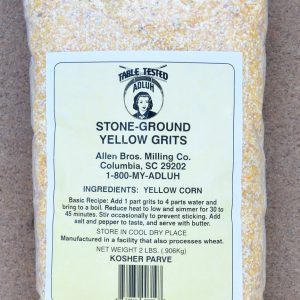 TABLE TESTED
ADLUH
STONE-GROUND
YELLOW GRITS
Allen Bros. Milling Co.
Columbia, SC 29202
1-800-MY-ADLUH
INGREDIENTS: YELLOW CORN
Basic Recipe: Add 1 part grits to 4 parts water and
bring to a boil. Reduce heat to low and simmer for 30 to
45 minutes. Stir occasionally to prevent sticking. Add
salt and pepper to taste, and serve with butter.
STORE IN COOL DRY PLACE
Manufactured in a facility that also processes wheat.
NET WEIGHT 2 LBS. (.906KG)
KOSHER PARVE